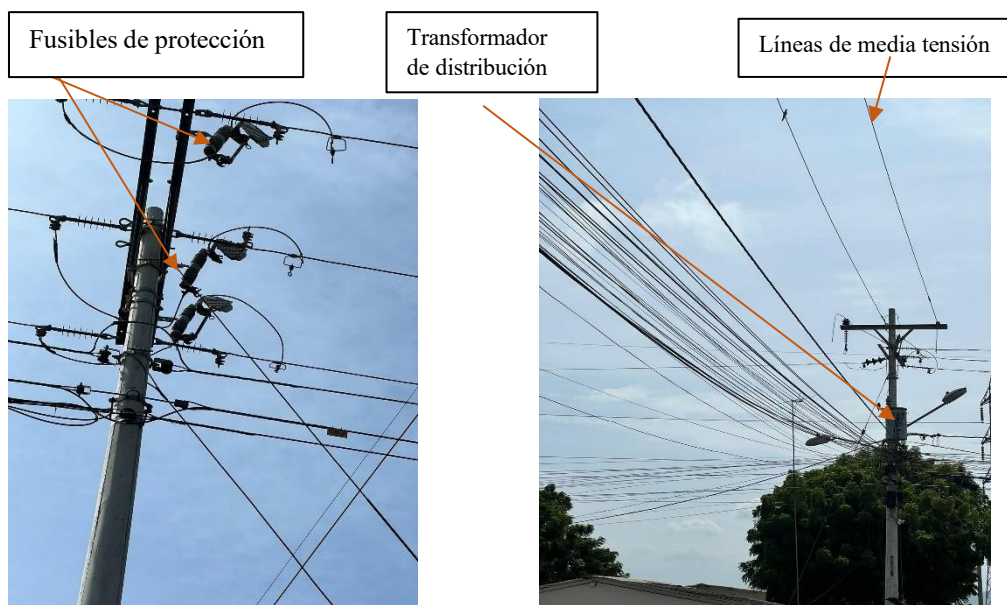 Fusibles de protección
Transformador
de distribución
Líneas de media tensión